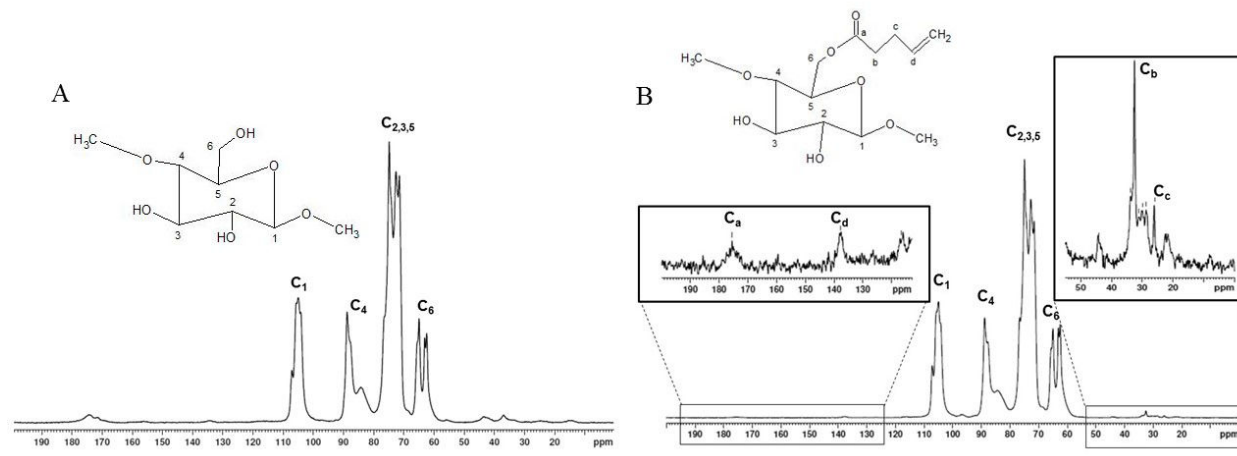 A
6 OH
H₃C
4
O
O
5
HO
2
O
3
HO
1
CH₃
C₂,₃,₅
C₁
C₄
C₆
190 180 170 160 150 140 130 120 110 100 90 80 70 60 50 40 30 20 ppm
B
O
c
a
CH₂
6
O
b
d
H₃C
4
O
O
5
HO
2
O
3
HO
1
CH₃
C₂,₃,₅
Cₐ
C_d
190 180 170 160 150 140 130 ppm
C_b
C_c
50 40 30 20 ppm
C₁
C₄
C₆
190 180 170 160 150 140 130 120 110 100 90 80 70 60 50 40 30 20 ppm